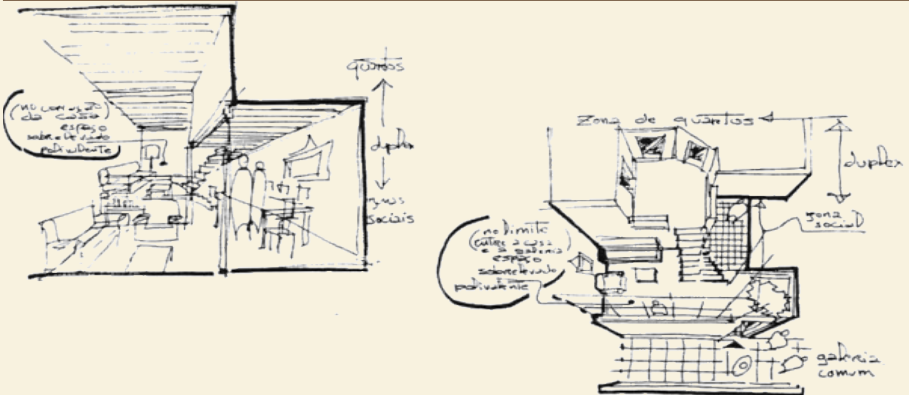 quartos
(no coração)
da casa
espaço
sobrelevado
polivalente
duplex
zonas
sociais
Zona de quartos
duplex
zona
social
(no limite
entre a casa
e a galeria
espaço
sobrelevado
polivalente
galeria
comum